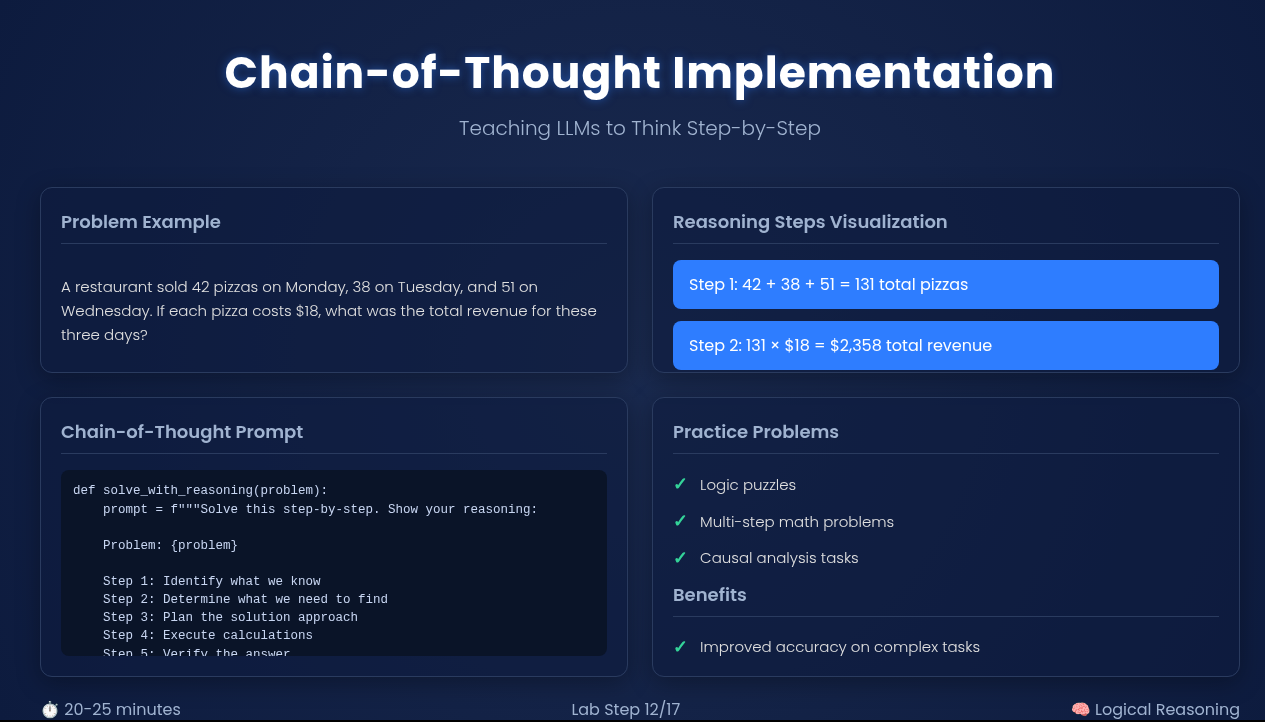 Chain-of-Thought Implementation
Teaching LLMs to Think Step-by-Step
Problem Example
A restaurant sold 42 pizzas on Monday, 38 on Tuesday, and 51 on
Wednesday. If each pizza costs $18, what was the total revenue for these
three days?
Reasoning Steps Visualization
Step 1: 42 + 38 + 51 = 131 total pizzas
Step 2: 131 × $18 = $2,358 total revenue
Chain-of-Thought Prompt
def solve_with_reasoning(problem):
    prompt = f"""Solve this step-by-step. Show your reasoning:
    Problem: {problem}
    Step 1: Identify what we know
    Step 2: Determine what we need to find
    Step 3: Plan the solution approach
    Step 4: Execute calculations
    Step 5: Verify the answer
Practice Problems
✓ Logic puzzles
✓ Multi-step math problems
✓ Causal analysis tasks
Benefits
✓ Improved accuracy on complex tasks
⏱️ 20-25 minutes
Lab Step 12/17
🧠 Logical Reasoning